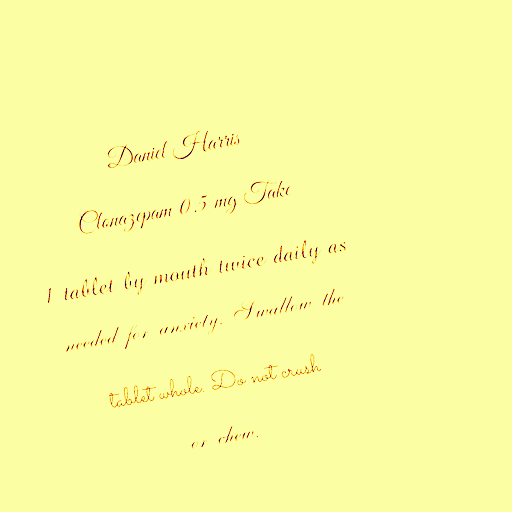 Daniel Harris
Clonazepam 0.5 mg Take
1 tablet by mouth twice daily as
needed for anxiety. Swallow the
tablet whole. Do not crush
or chew.